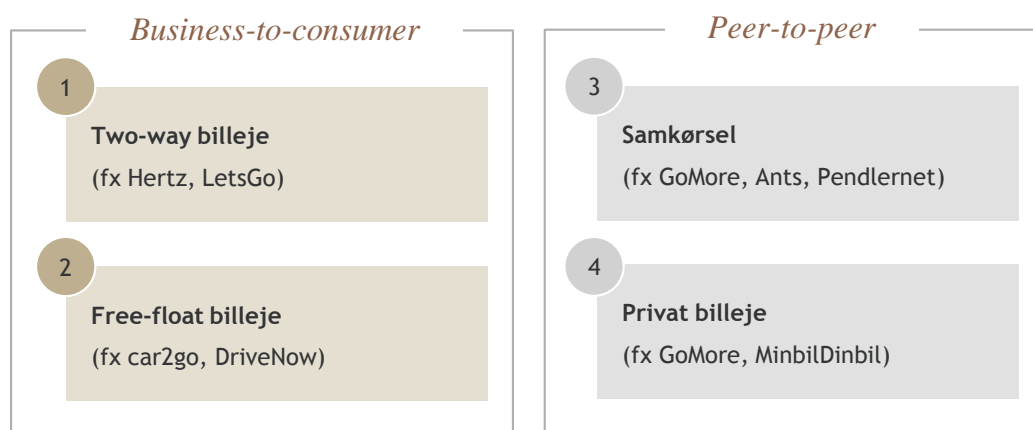 Business-to-consumer
1
Two-way billeje
(fx Hertz, LetsGo)
2
Free-float billeje
(fx car2go, DriveNow)
Peer-to-peer
3
Samkørsel
(fx GoMore, Ants, Pendlernet)
4
Privat billeje
(fx GoMore, MinbilDinbil)